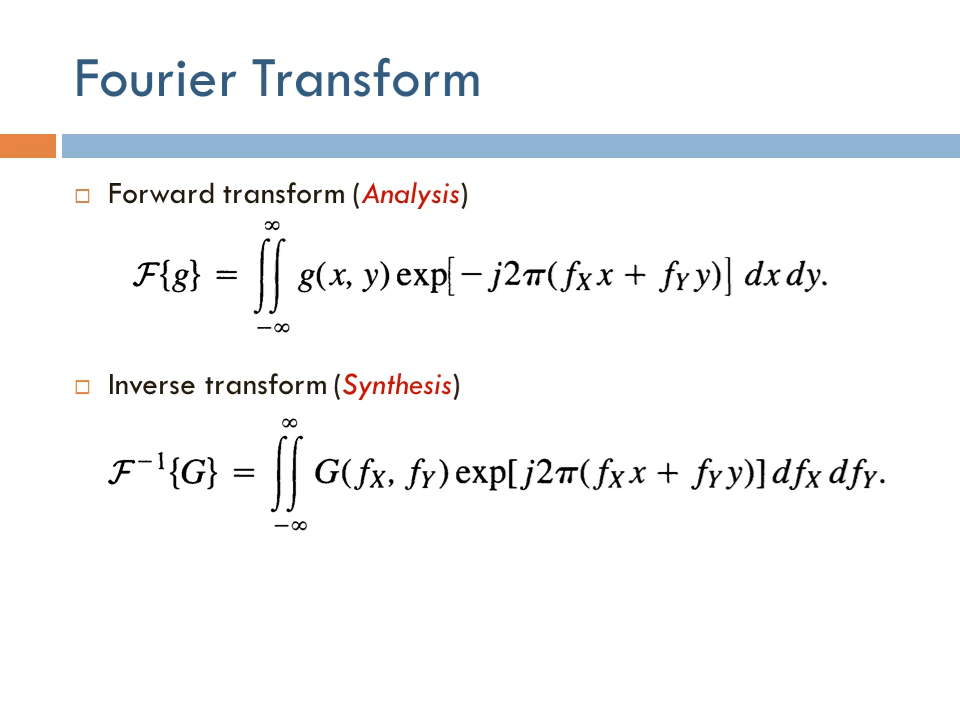 Fourier Transform
Forward transform (Analysis)
ℱ{g} = ∬_{−∞}^{∞} g(x, y) exp[− j2π(f_X x + f_Y y)] dx dy.
Inverse transform (Synthesis)
ℱ⁻¹{G} = ∬_{−∞}^{∞} G(f_X, f_Y) exp[j2π(f_X x + f_Y y)] df_X df_Y.